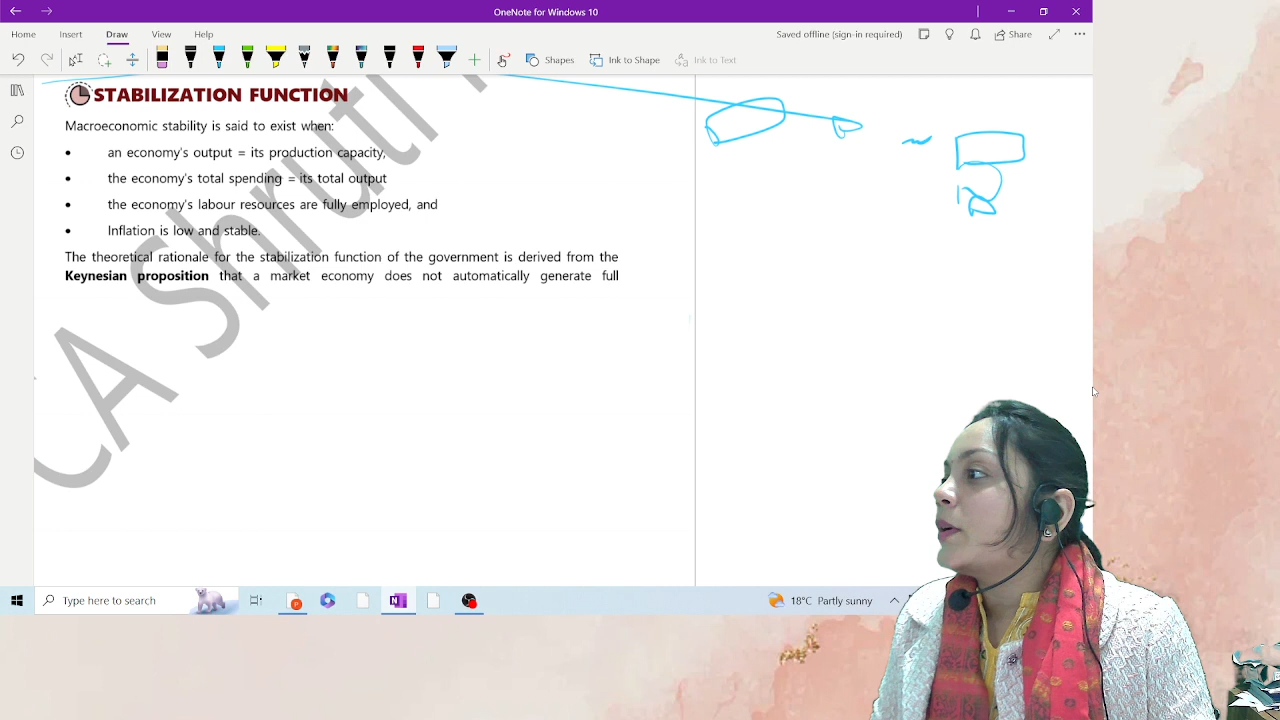 OneNote for Windows 10
Home Insert Draw View Help
Saved offline (sign-in required) Share
Shapes Ink to Shape Ink to Text
STABILIZATION FUNCTION
Macroeconomic stability is said to exist when:
• an economy's output = its production capacity,
• the economy's total spending = its total output
• the economy's labour resources are fully employed, and
• Inflation is low and stable.
The theoretical rationale for the stabilization function of the government is derived from the
Keynesian proposition that a market economy does not automatically generate full
CA Shruti
Type here to search
18°C Partly sunny